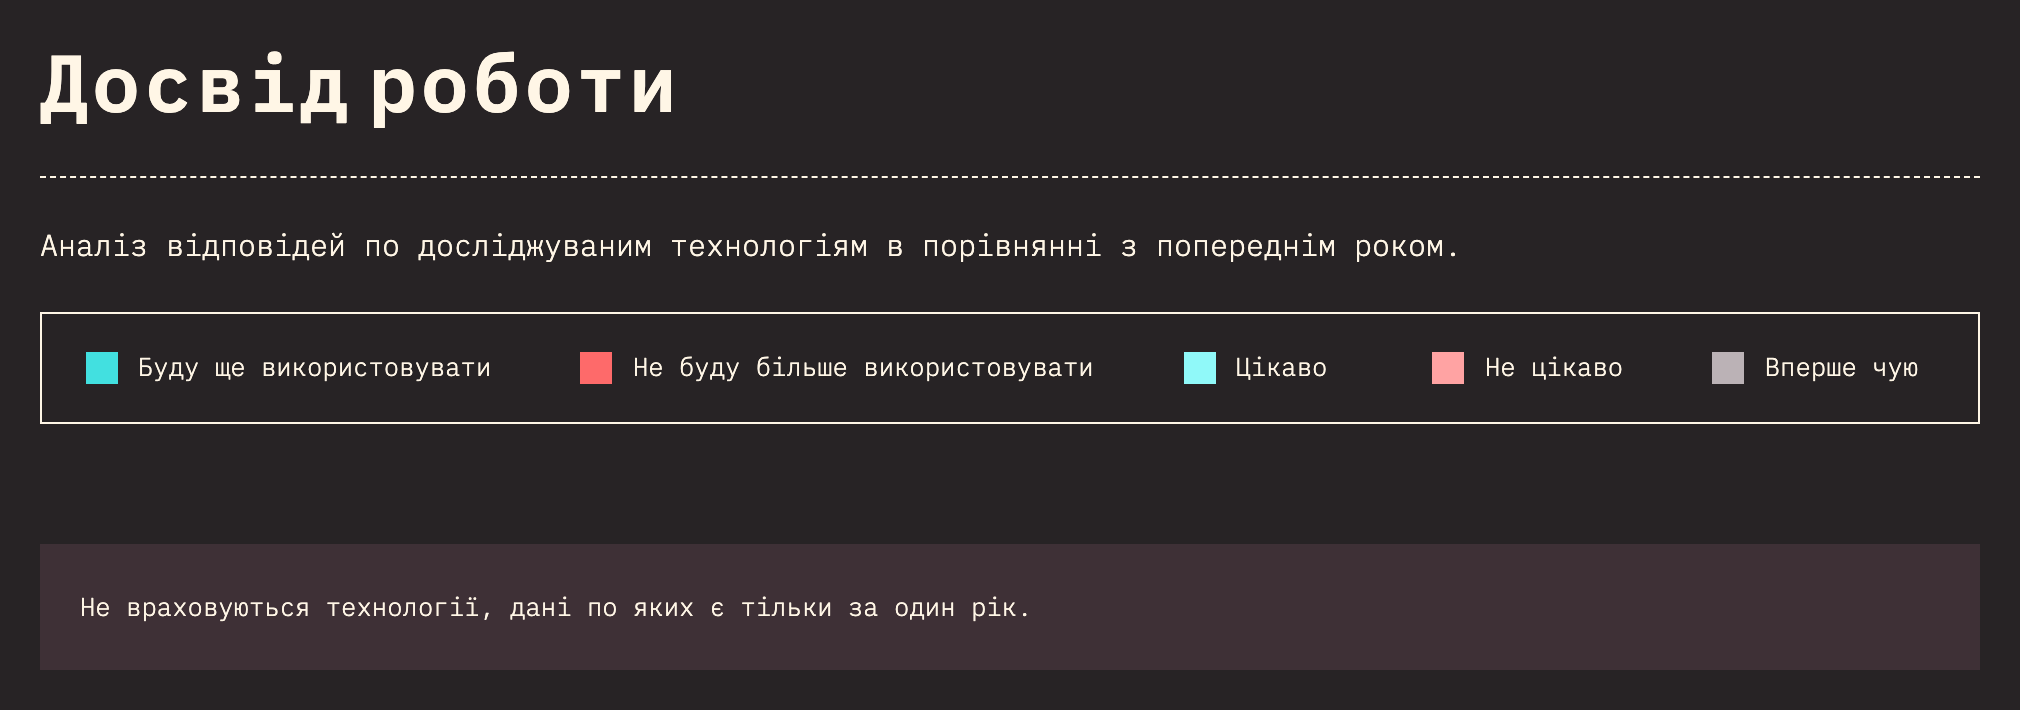 Досвід роботи
Аналіз відповідей по досліджуваним технологіям в порівнянні з попереднім роком.
Буду ще використовувати Не буду більше використовувати Цікаво Не цікаво Вперше чую
Не враховуються технології, дані по яких є тільки за один рік.